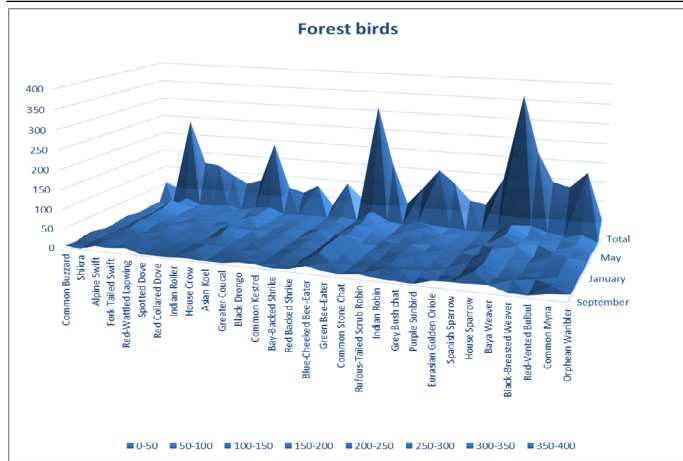 Forest birds
400
350
300
250
200
150
100
50
0
Total
May
January
September
Common Buzzard
Shikra
Alpine Swift
Fork Tailed Swift
Red-Wattled Lapwing
Spotted Dove
Red Collared Dove
Indian Roller
House Crow
Asian Koel
Greater Coucal
Black Drongo
Common Kestrel
Bay-Backed Shrike
Red Backed Shrike
Blue-Cheeked Bee-Eater
Green Bee-Eater
Common Stone Chat
Rufous-Tailed Scrub Robin
Indian Robin
Grey Bush chat
Purple Sunbird
Eurasian Golden Oriole
Spanish Sparrow
House Sparrow
Baya Weaver
Black-Breasted Weaver
Red-Vented Bulbul
Common Myna
Orphean Waribler
0-50 50-100 100-150 150-200 200-250 250-300 300-350 350-400